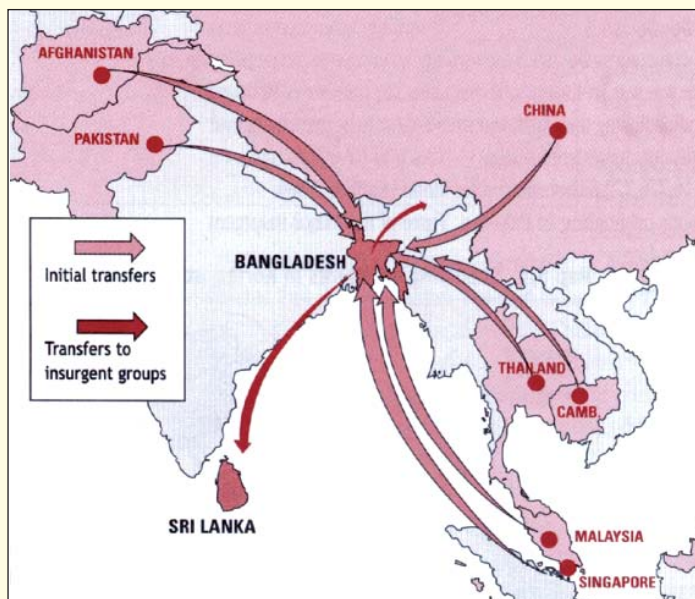 AFGHANISTAN
PAKISTAN
CHINA
BANGLADESH
Initial transfers
Transfers to
insurgent groups
THAILAND
CAMB.
SRI LANKA
MALAYSIA
SINGAPORE